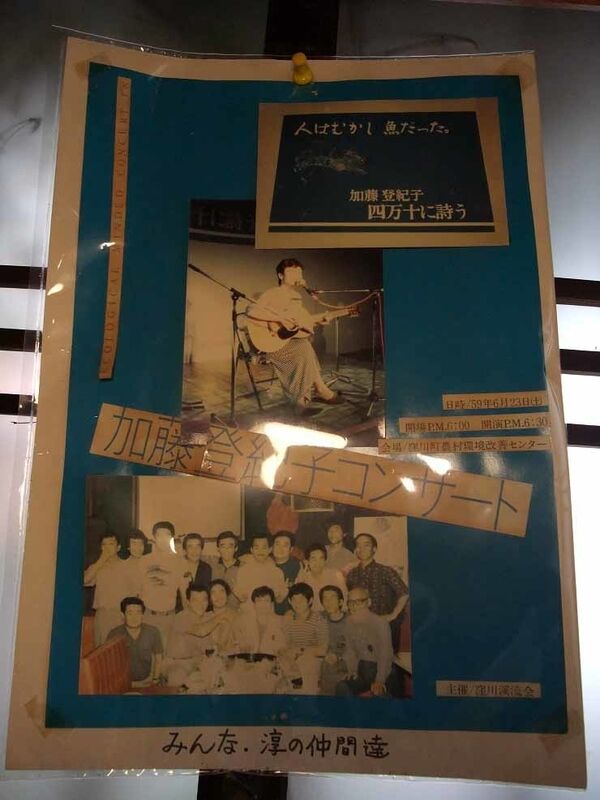 人はむかし 魚だった。
加藤 登紀子
四万十に詩う
日時/59年6月23日(土)
開場P.M.6:00 開演P.M.6:30
会場/窪川町農村環境改善センター
加藤登紀子コンサート
主催/窪川渓流会
みんな.淳の仲間達